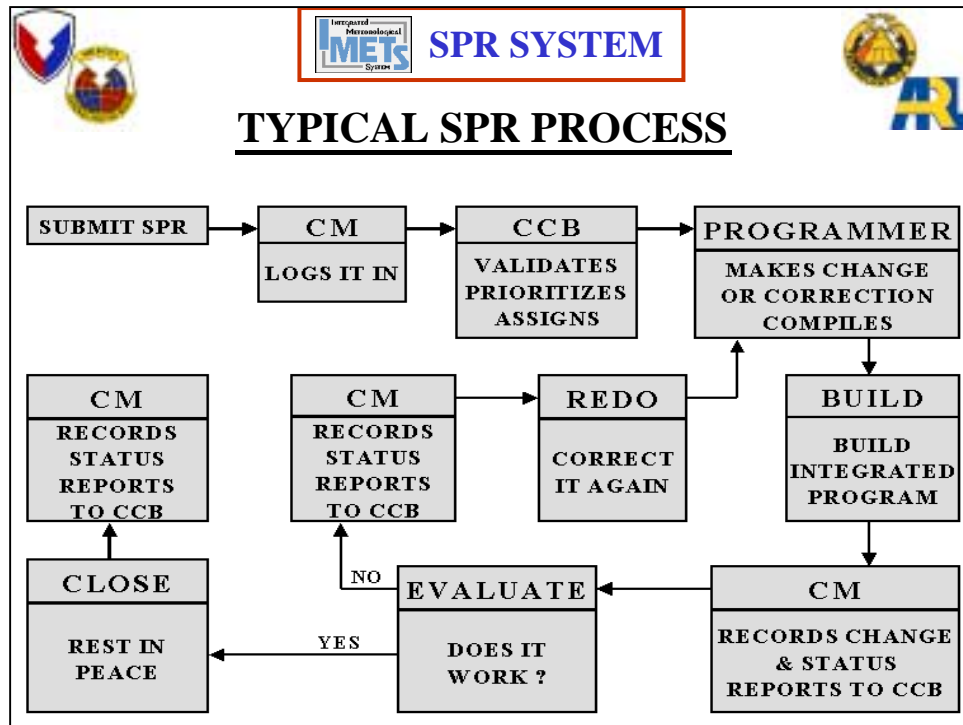 INTEGRATED
METEOROLOGICAL
IMETS
SYSTEM
SPR SYSTEM
ARL
TYPICAL SPR PROCESS
SUBMIT SPR
CM
LOGS IT IN
CCB
VALIDATES
PRIORITIZES
ASSIGNS
PROGRAMMER
MAKES CHANGE
OR CORRECTION
COMPILES
CM
RECORDS
STATUS
REPORTS
TO CCB
CM
RECORDS
STATUS
REPORTS
TO CCB
REDO
CORRECT
IT AGAIN
BUILD
BUILD
INTEGRATED
PROGRAM
CLOSE
REST IN
PEACE
NO
YES
EVALUATE
DOES IT
WORK ?
CM
RECORDS CHANGE
& STATUS
REPORTS TO CCB